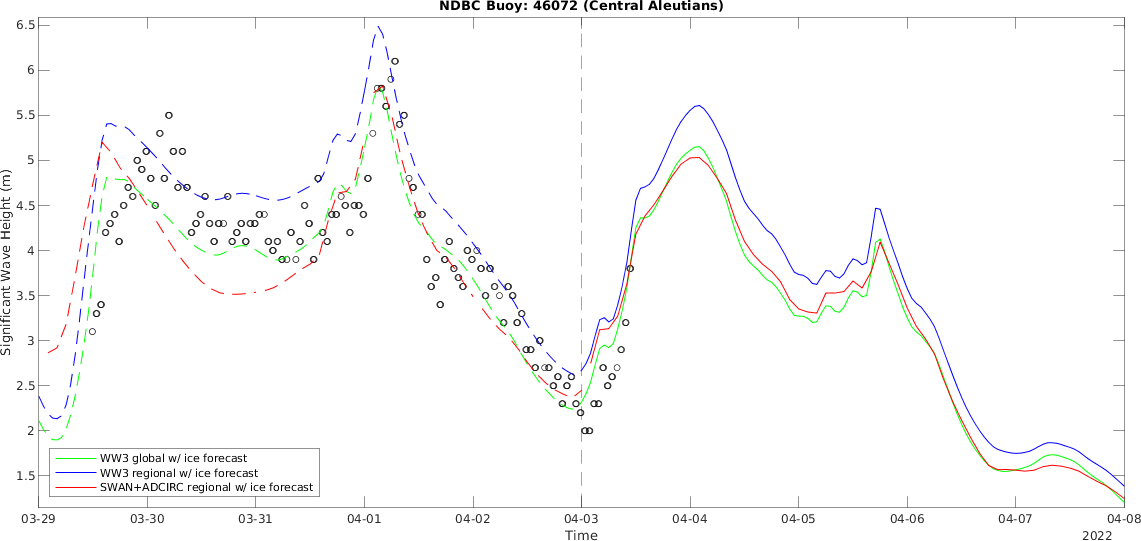 NDBC Buoy: 46072 (Central Aleutians)
6.5
6
5.5
5
4.5
4
3.5
3
2.5
2
1.5
Significant Wave Height (m)
WW3 global w/ ice forecast
WW3 regional w/ ice forecast
SWAN+ADCIRC regional w/ ice forecast
03-29 03-30 03-31 04-01 04-02 04-03 04-04 04-05 04-06 04-07 04-08
Time
2022